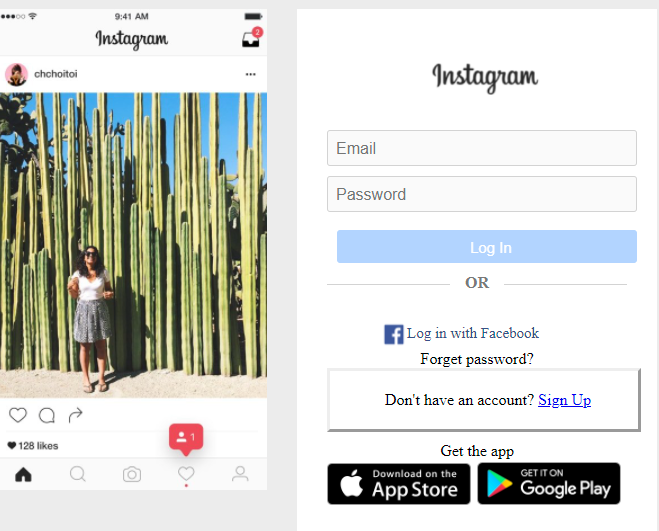 9:41 AM
Instagram
2
chchoitoi
1
128 likes
Instagram
Email
Password
Log In
OR
Log in with Facebook
Forget password?
Don't have an account? Sign Up
Get the app
Download on the
App Store
GET IT ON
Google Play